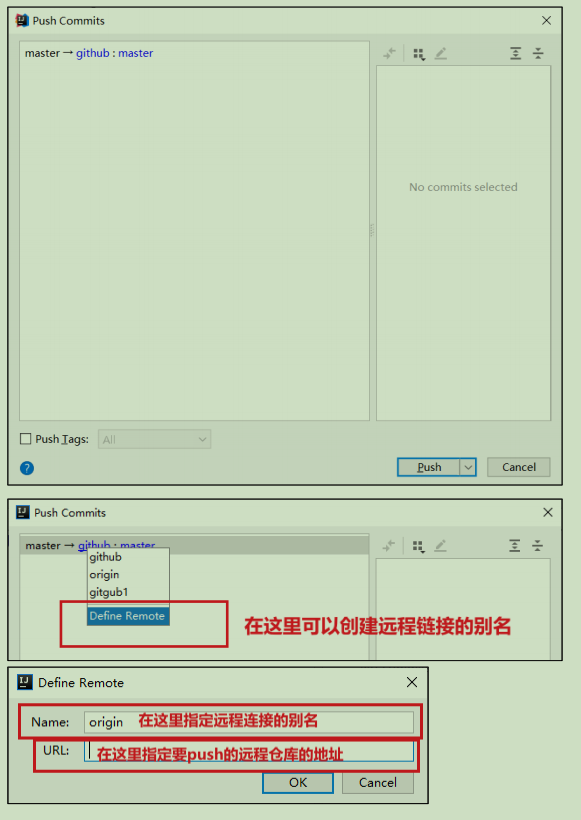 Push Commits
master → github : master
No commits selected
Push Tags: All
?
Push
Cancel
Push Commits
master → github : master
github
origin
gitgub1
Define Remote
在这里可以创建远程链接的别名
Define Remote
Name: origin 在这里指定远程连接的别名
URL: 在这里指定要push的远程仓库的地址
OK
Cancel